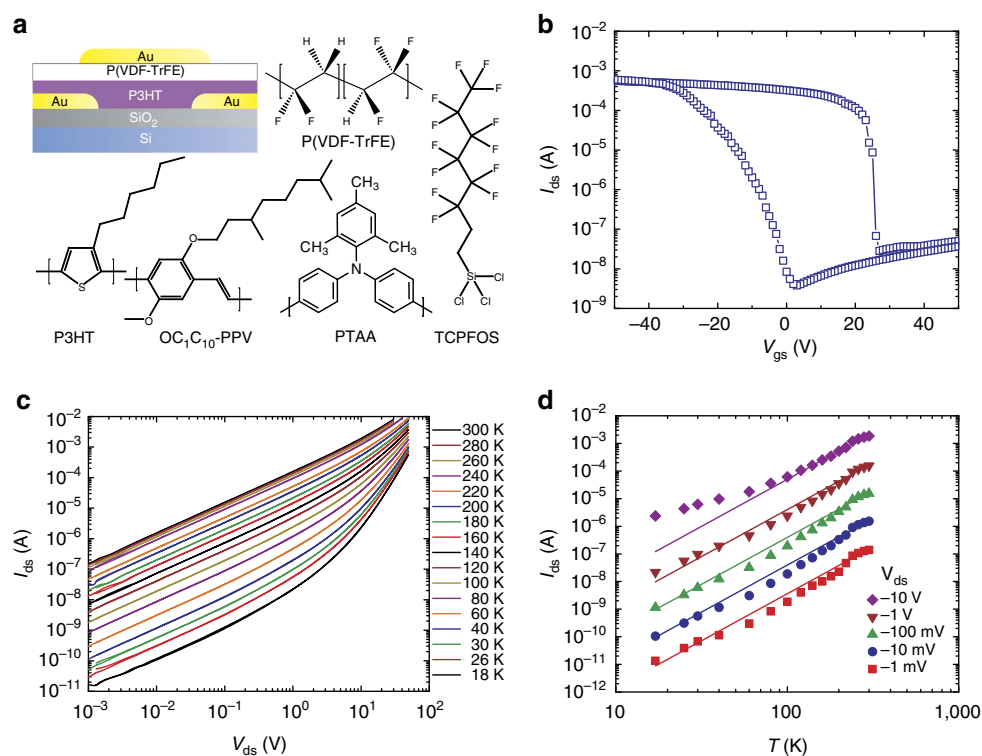 a
Au
P(VDF-TrFE)
P3HT
Au Au
SiO2
Si
H H F F
F F H F
P(VDF-TrFE)
F
F F
F F
F F
F F
F F
F F
Si Cl
Cl Cl
TCPFOS
S
P3HT
O
O
OC1C10-PPV
CH3
H3C CH3
N
PTAA
b
Ids (A)
10−2
10−3
10−4
10−5
10−6
10−7
10−8
10−9
−40 −20 0 20 40
Vgs (V)
c
Ids (A)
10−2
10−3
10−4
10−5
10−6
10−7
10−8
10−9
10−10
10−11
10−3 10−2 10−1 100 101 102
Vds (V)
300 K
280 K
260 K
240 K
220 K
200 K
180 K
160 K
140 K
120 K
100 K
80 K
60 K
40 K
30 K
26 K
18 K
d
Ids (A)
10−2
10−3
10−4
10−5
10−6
10−7
10−8
10−9
10−10
10−11
10−12
10 100 1,000
T (K)
Vds
−10 V
−1 V
−100 mV
−10 mV
−1 mV